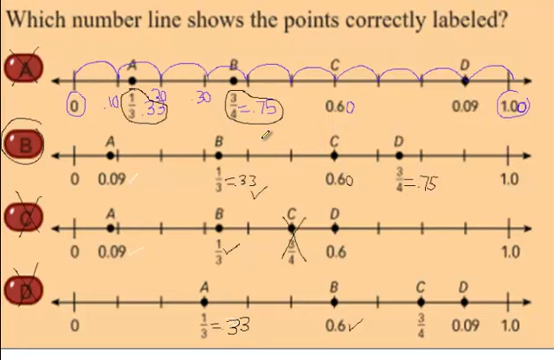 Which number line shows the points correctly labeled?
A
A B C D
0 .10 1/3 .33 .20 .30 3/4 = .75 0.60 0.09 1.00
B
A B C D
0 0.09 1/3 = 33 0.60 3/4 = .75 1.0
C
A B C D
0 0.09 1/3 3/4 0.6 1.0
D
A B C D
0 1/3 = 33 0.6 3/4 0.09 1.0